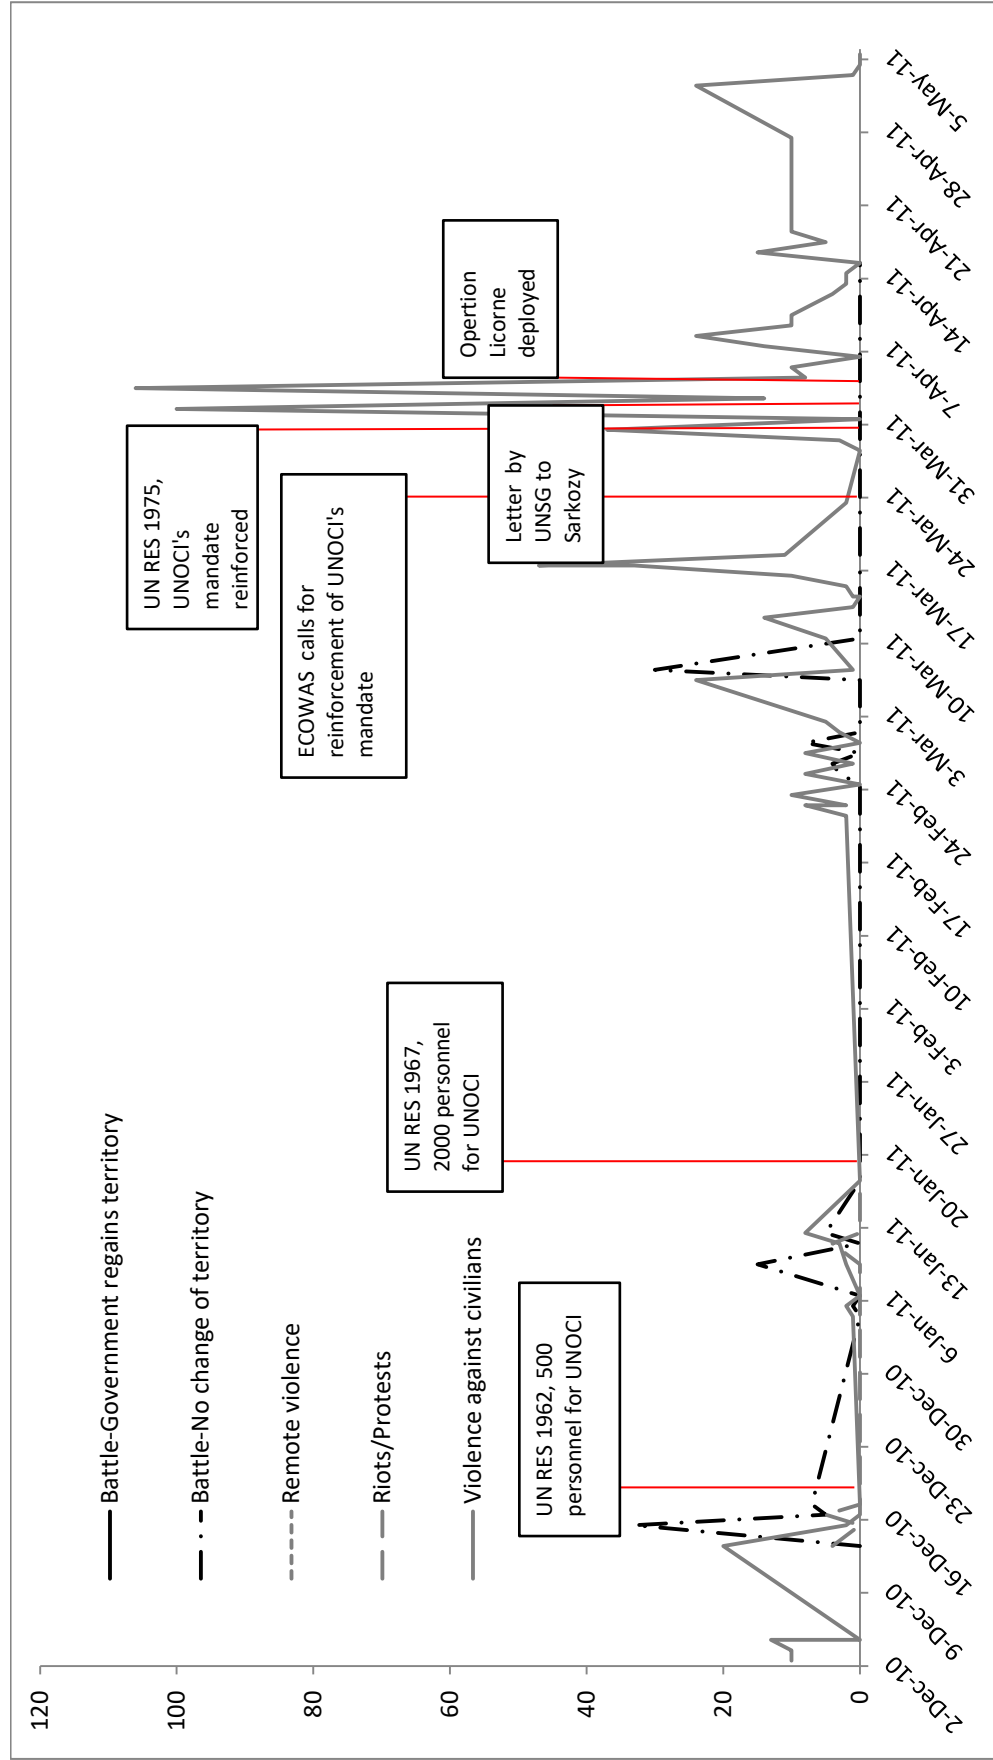 120
100
80
60
40
20
0
2-Dec-10
9-Dec-10
16-Dec-10
23-Dec-10
30-Dec-10
6-Jan-11
13-Jan-11
20-Jan-11
27-Jan-11
3-Feb-11
10-Feb-11
17-Feb-11
24-Feb-11
3-Mar-11
10-Mar-11
17-Mar-11
24-Mar-11
31-Mar-11
7-Apr-11
14-Apr-11
21-Apr-11
28-Apr-11
5-May-11
Battle-Government regains territory
Battle-No change of territory
Remote violence
Riots/Protests
Violence against civilians
UN RES 1962, 500
personnel for UNOCI
UN RES 1967,
2000 personnel
for UNOCI
ECOWAS calls for
reinforcement of UNOCI's
mandate
UN RES 1975,
UNOCI's
mandate
reinforced
Letter by
UNSG to
Sarkozy
Opertion
Licorne
deployed